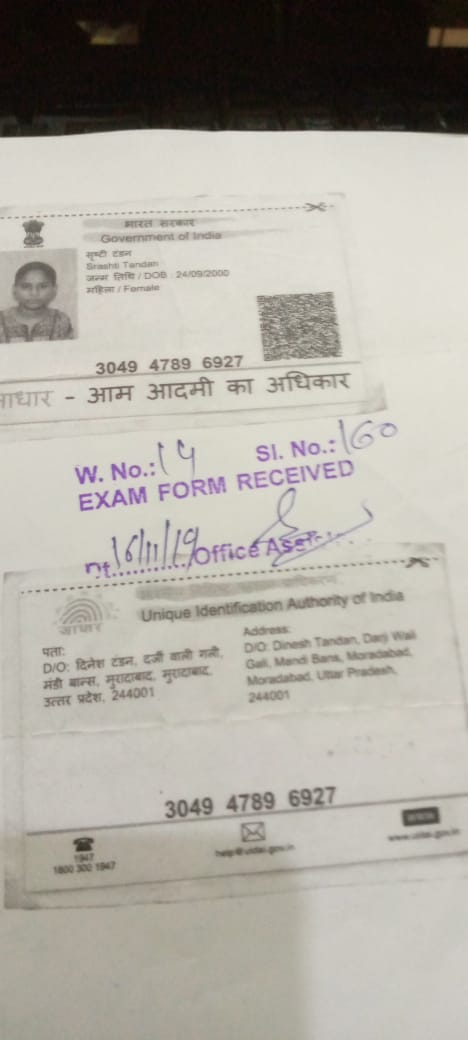 भारत सरकार
Government of India
सृष्टी टंडन
Srashti Tandan
जन्म तिथि / DOB : 24/09/2000
महिला / Female
3049 4789 6927
आधार - आम आदमी का अधिकार
W. No.: 14 Sl. No.: 160
EXAM FORM RECEIVED
16/11/19 Office
Unique Identification Authority of India
आधार
पता:
D/O: दिनेश टंडन, दर्जी वाली गली,
मंडी बान्स, मुरादाबाद, मुरादाबाद,
उत्तर प्रदेश, 244001
Address:
D/O: Dinesh Tandan, Darji Wali
Gali, Mandi Bans, Moradabad,
Moradabad, Uttar Pradesh,
244001
3049 4789 6927
1947
1800 300 1947
help@uidai.gov.in
www
www.uidai.gov.in